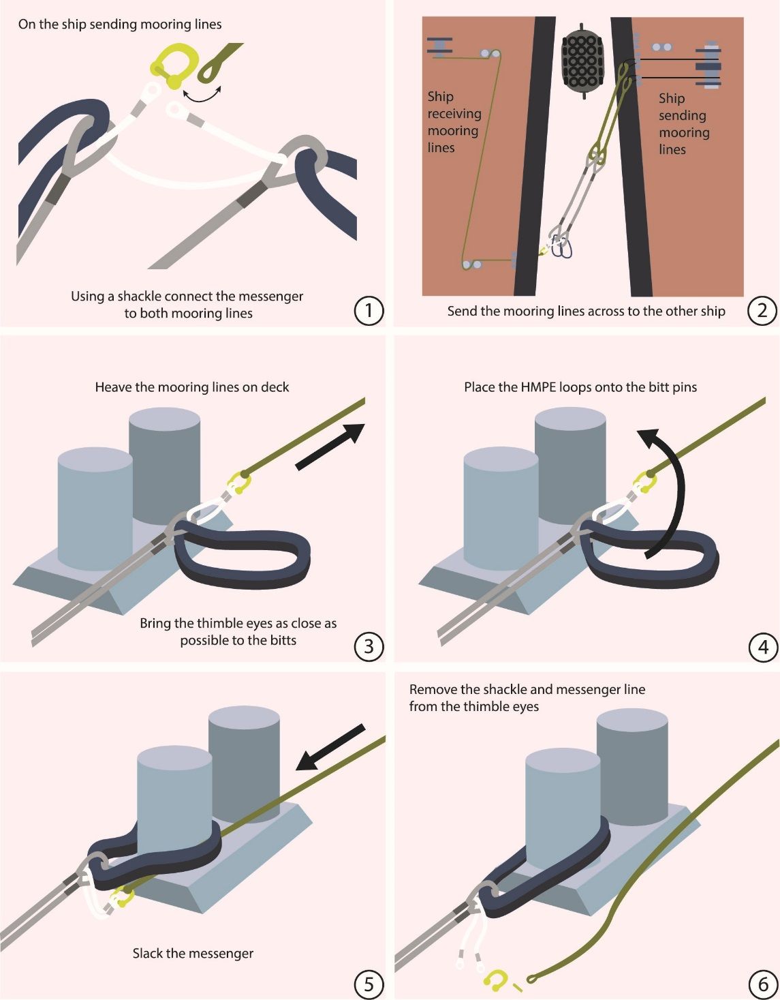 On the ship sending mooring lines
Using a shackle connect the messenger
to both mooring lines
1
Ship
receiving
mooring
lines
Ship
sending
mooring
lines
Send the mooring lines across to the other ship
2
Heave the mooring lines on deck
Bring the thimble eyes as close as
possible to the bitts
3
Place the HMPE loops onto the bitt pins
4
Slack the messenger
5
Remove the shackle and messenger line
from the thimble eyes
6